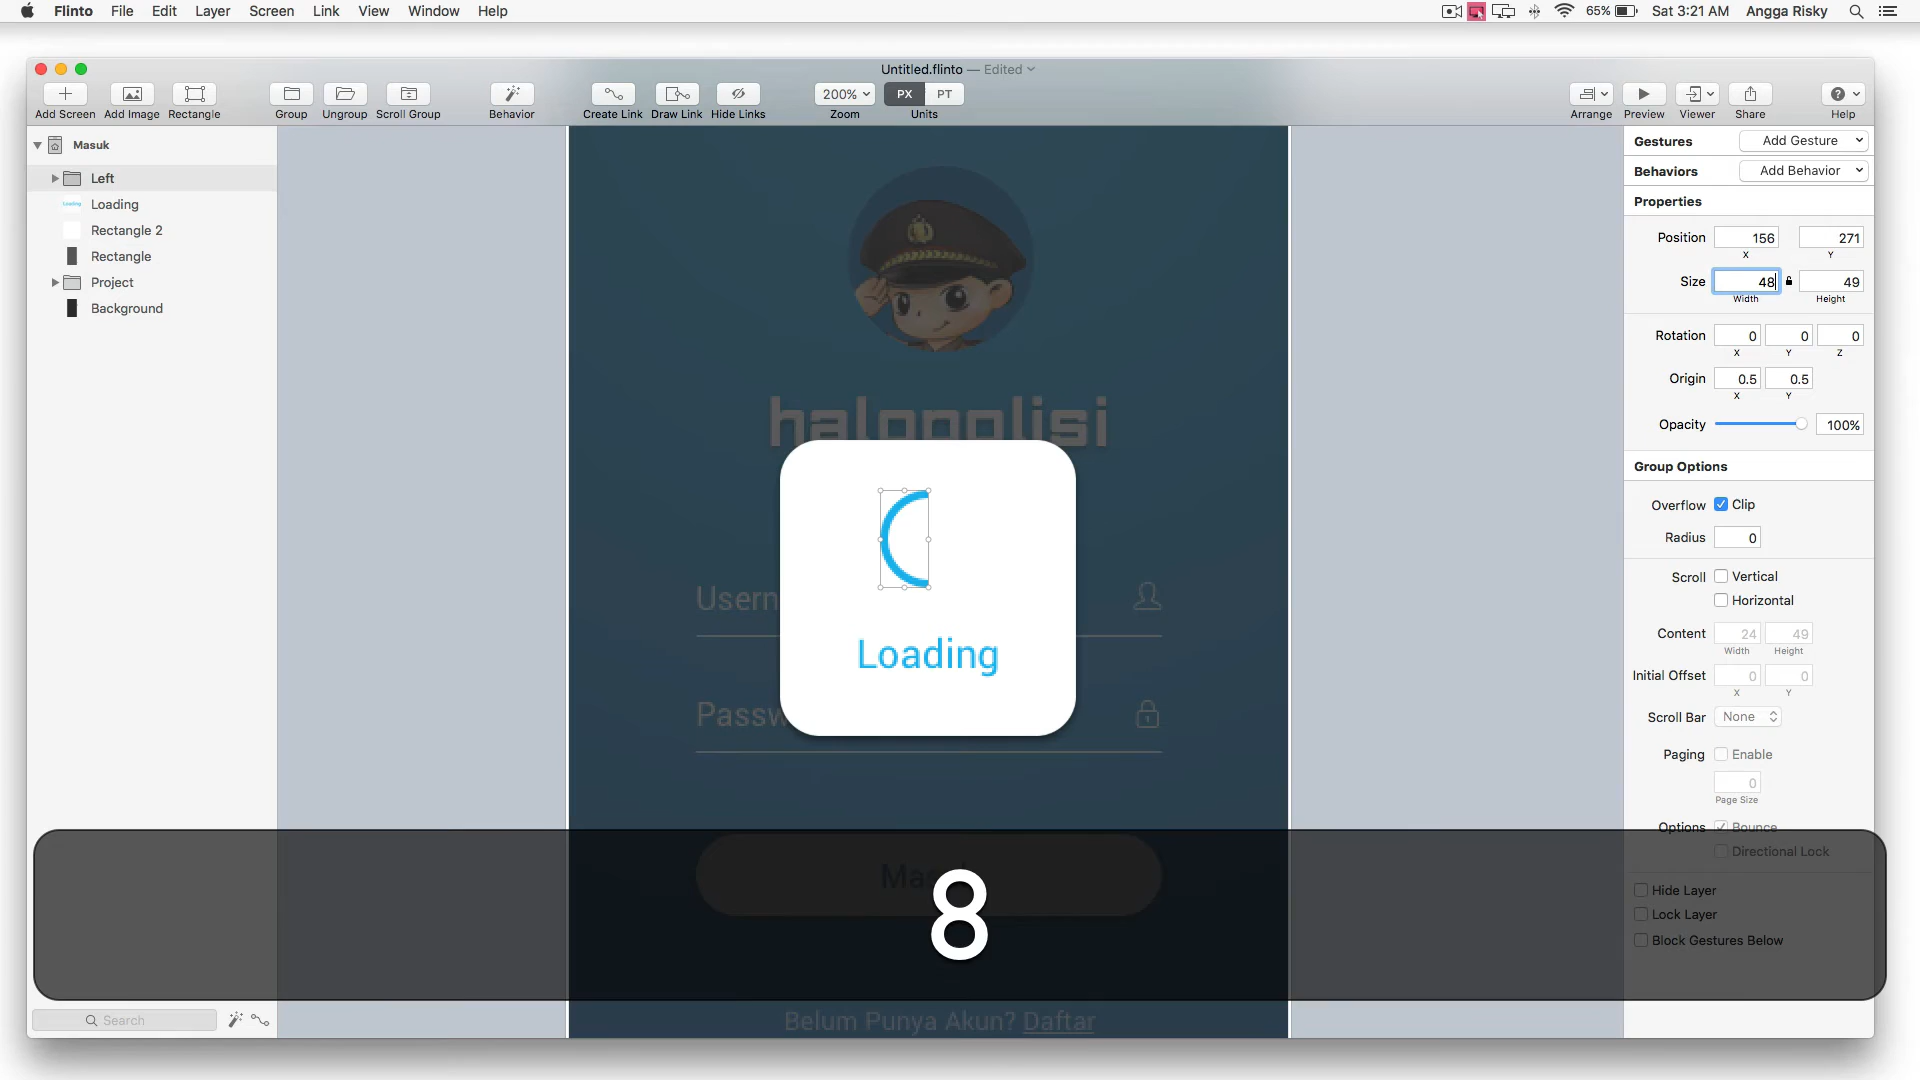 Flinto File Edit Layer Screen Link View Window Help
65% Sat 3:21 AM Angga Risky
Untitled.flinto — Edited
Add Screen Add Image Rectangle Group Ungroup Scroll Group Behavior Create Link Draw Link Hide Links
200% Zoom
PX PT
Units
Arrange Preview Viewer Share Help
Masuk
Left
Loading
Loading
Rectangle 2
Rectangle
Project
Background
Search
halopolisi
Usern
Loading
Passw
Ma
8
Belum Punya Akun? Daftar
Gestures Add Gesture
Behaviors Add Behavior
Properties
Position 156 271
X Y
Size 48 49
Width Height
Rotation 0 0 0
X Y Z
Origin 0.5 0.5
X Y
Opacity 100%
Group Options
Overflow Clip
Radius 0
Scroll Vertical
Horizontal
Content 24 49
Width Height
Initial Offset 0 0
X Y
Scroll Bar None
Paging Enable
0
Page Size
Options Bounce
Directional Lock
Hide Layer
Lock Layer
Block Gestures Below